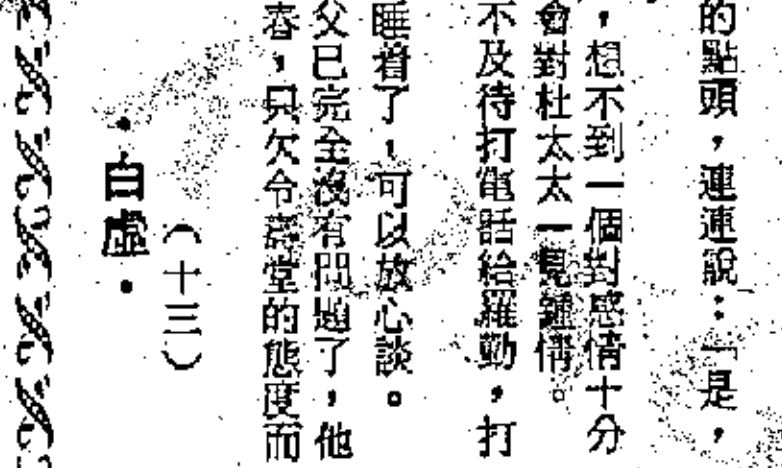 的點頭，連連說：「是，
，想不到一個對感情十分
會對杜太太一見鍾情。
不及待打電話給羅勤，打
睡着了，可以放心談。
父已完全沒有問題了，他
春，只欠令壽堂的態度而
（十三）
·白虛·